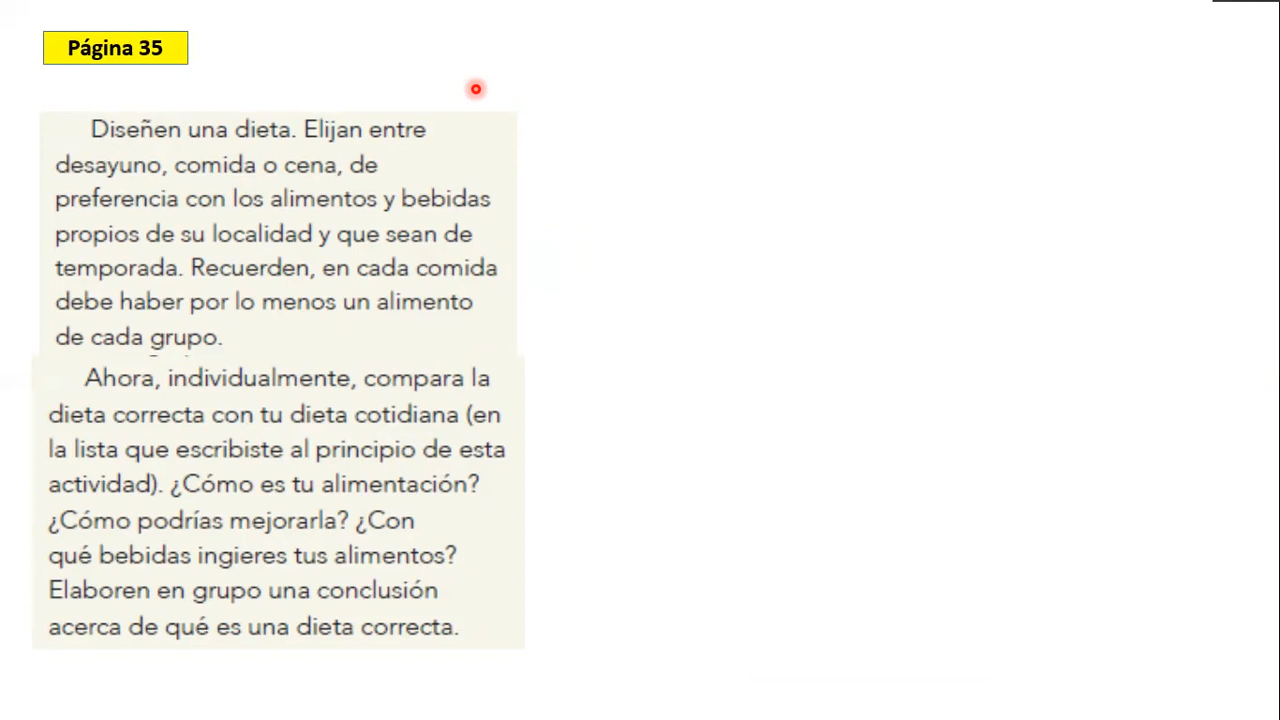 Página 35
Diseñen una dieta. Elijan entre
desayuno, comida o cena, de
preferencia con los alimentos y bebidas
propios de su localidad y que sean de
temporada. Recuerden, en cada comida
debe haber por lo menos un alimento
de cada grupo.
Ahora, individualmente, compara la
dieta correcta con tu dieta cotidiana (en
la lista que escribiste al principio de esta
actividad). ¿Cómo es tu alimentación?
¿Cómo podrías mejorarla? ¿Con
qué bebidas ingieres tus alimentos?
Elaboren en grupo una conclusión
acerca de qué es una dieta correcta.